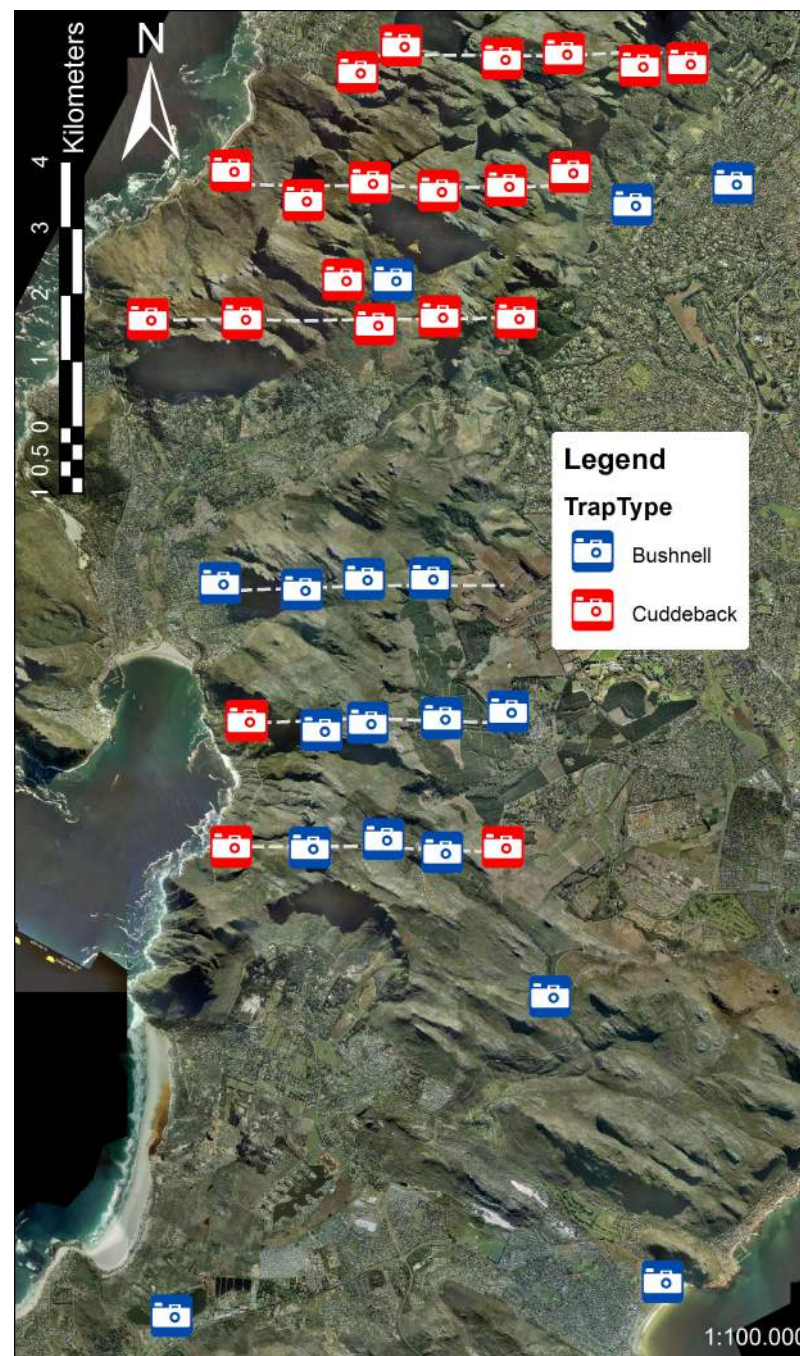 N
Kilometers
4
3
2
1
0
0,5
1
Legend
TrapType
Bushnell
Cuddeback
1:100.000